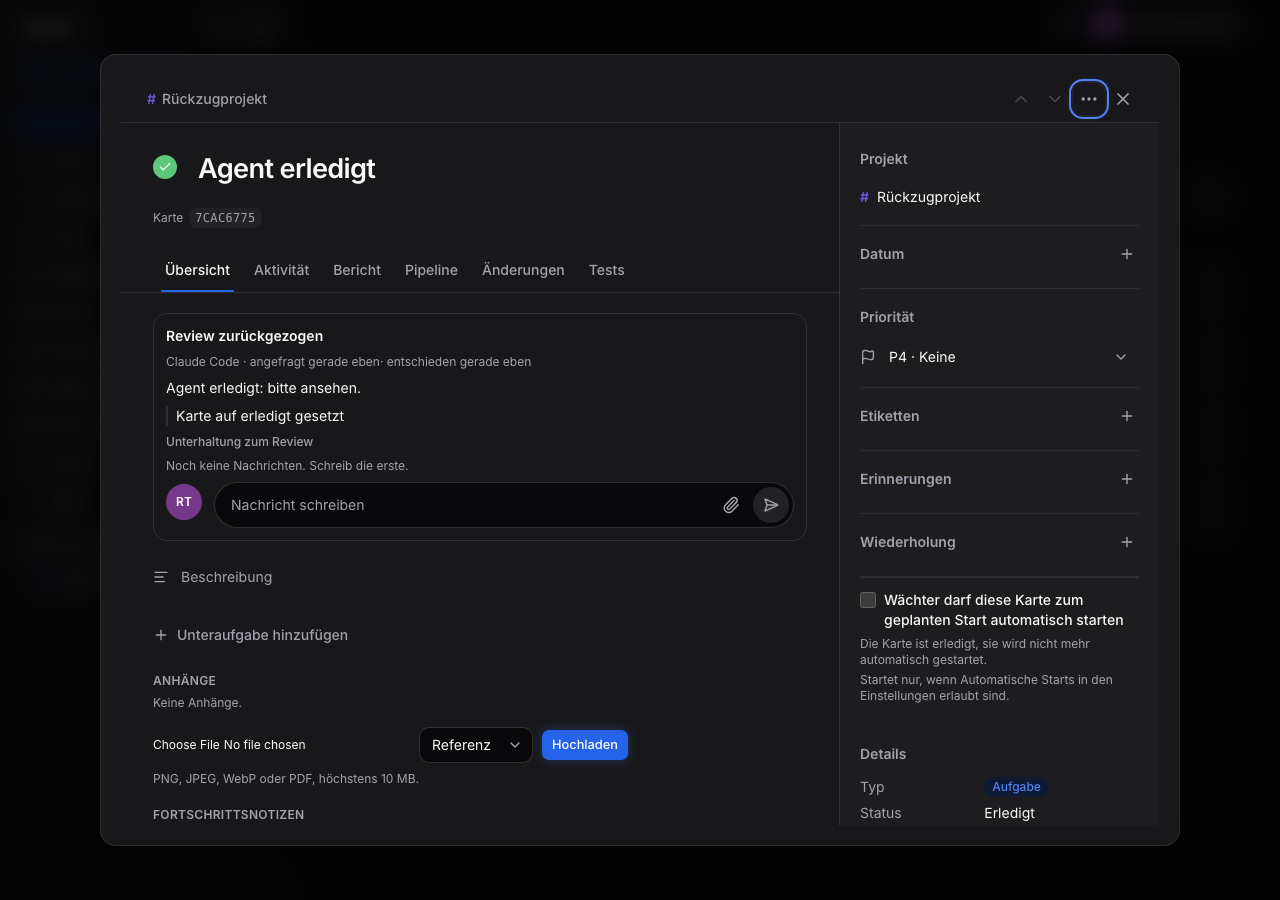 # Rückzugprojekt
Agent erledigt
Karte 7CAC6775
Übersicht Aktivität Bericht Pipeline Änderungen Tests
Review zurückgezogen
Claude Code · angefragt gerade eben· entschieden gerade eben
Agent erledigt: bitte ansehen.
Karte auf erledigt gesetzt
Unterhaltung zum Review
Noch keine Nachrichten. Schreib die erste.
RT Nachricht schreiben
Beschreibung
Unteraufgabe hinzufügen
ANHÄNGE
Keine Anhänge.
Choose File No file chosen Referenz Hochladen
PNG, JPEG, WebP oder PDF, höchstens 10 MB.
FORTSCHRITTSNOTIZEN
Projekt
# Rückzugprojekt
Datum
Priorität
P4 · Keine
Etiketten
Erinnerungen
Wiederholung
Wächter darf diese Karte zum
geplanten Start automatisch starten
Die Karte ist erledigt, sie wird nicht mehr
automatisch gestartet.
Startet nur, wenn Automatische Starts in den
Einstellungen erlaubt sind.
Details
Typ Aufgabe
Status Erledigt